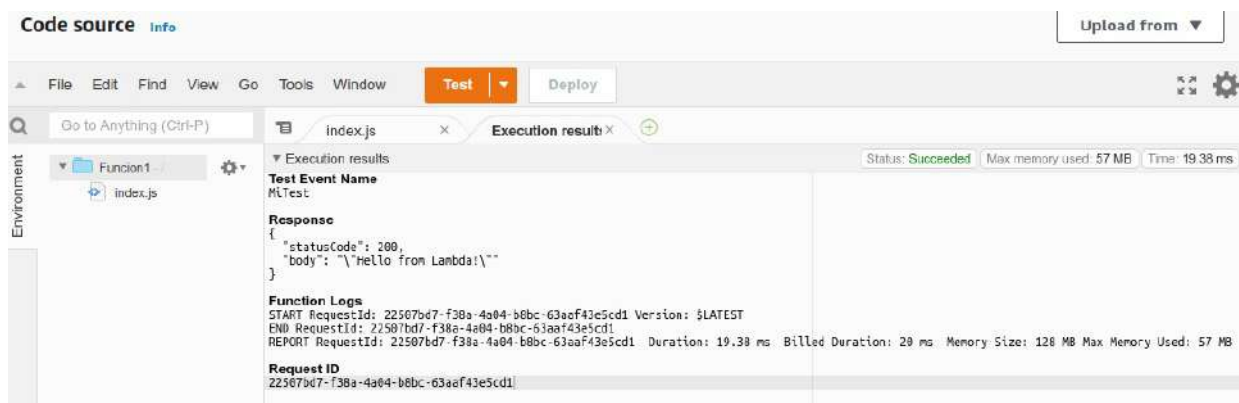 Code source Info
Upload from ▼
File Edit Find View Go Tools Window Test Deploy
Go to Anything (Ctrl-P)
index.js × Execution results ×
Environment
Funcion1 - /
index.js
Execution results
Status: Succeeded Max memory used: 57 MB Time: 19.38 ms
Test Event Name
MiTest
Response
{
"statusCode": 200,
"body": "\"Hello from Lambda!\""
}
Function Logs
START RequestId: 22507bd7-f38a-4a04-b8bc-63aaf43e5cd1 Version: $LATEST
END RequestId: 22507bd7-f38a-4a04-b8bc-63aaf43e5cd1
REPORT RequestId: 22507bd7-f38a-4a04-b8bc-63aaf43e5cd1 Duration: 19.38 ms Billed Duration: 20 ms Memory Size: 128 MB Max Memory Used: 57 MB
Request ID
22507bd7-f38a-4a04-b8bc-63aaf43e5cd1